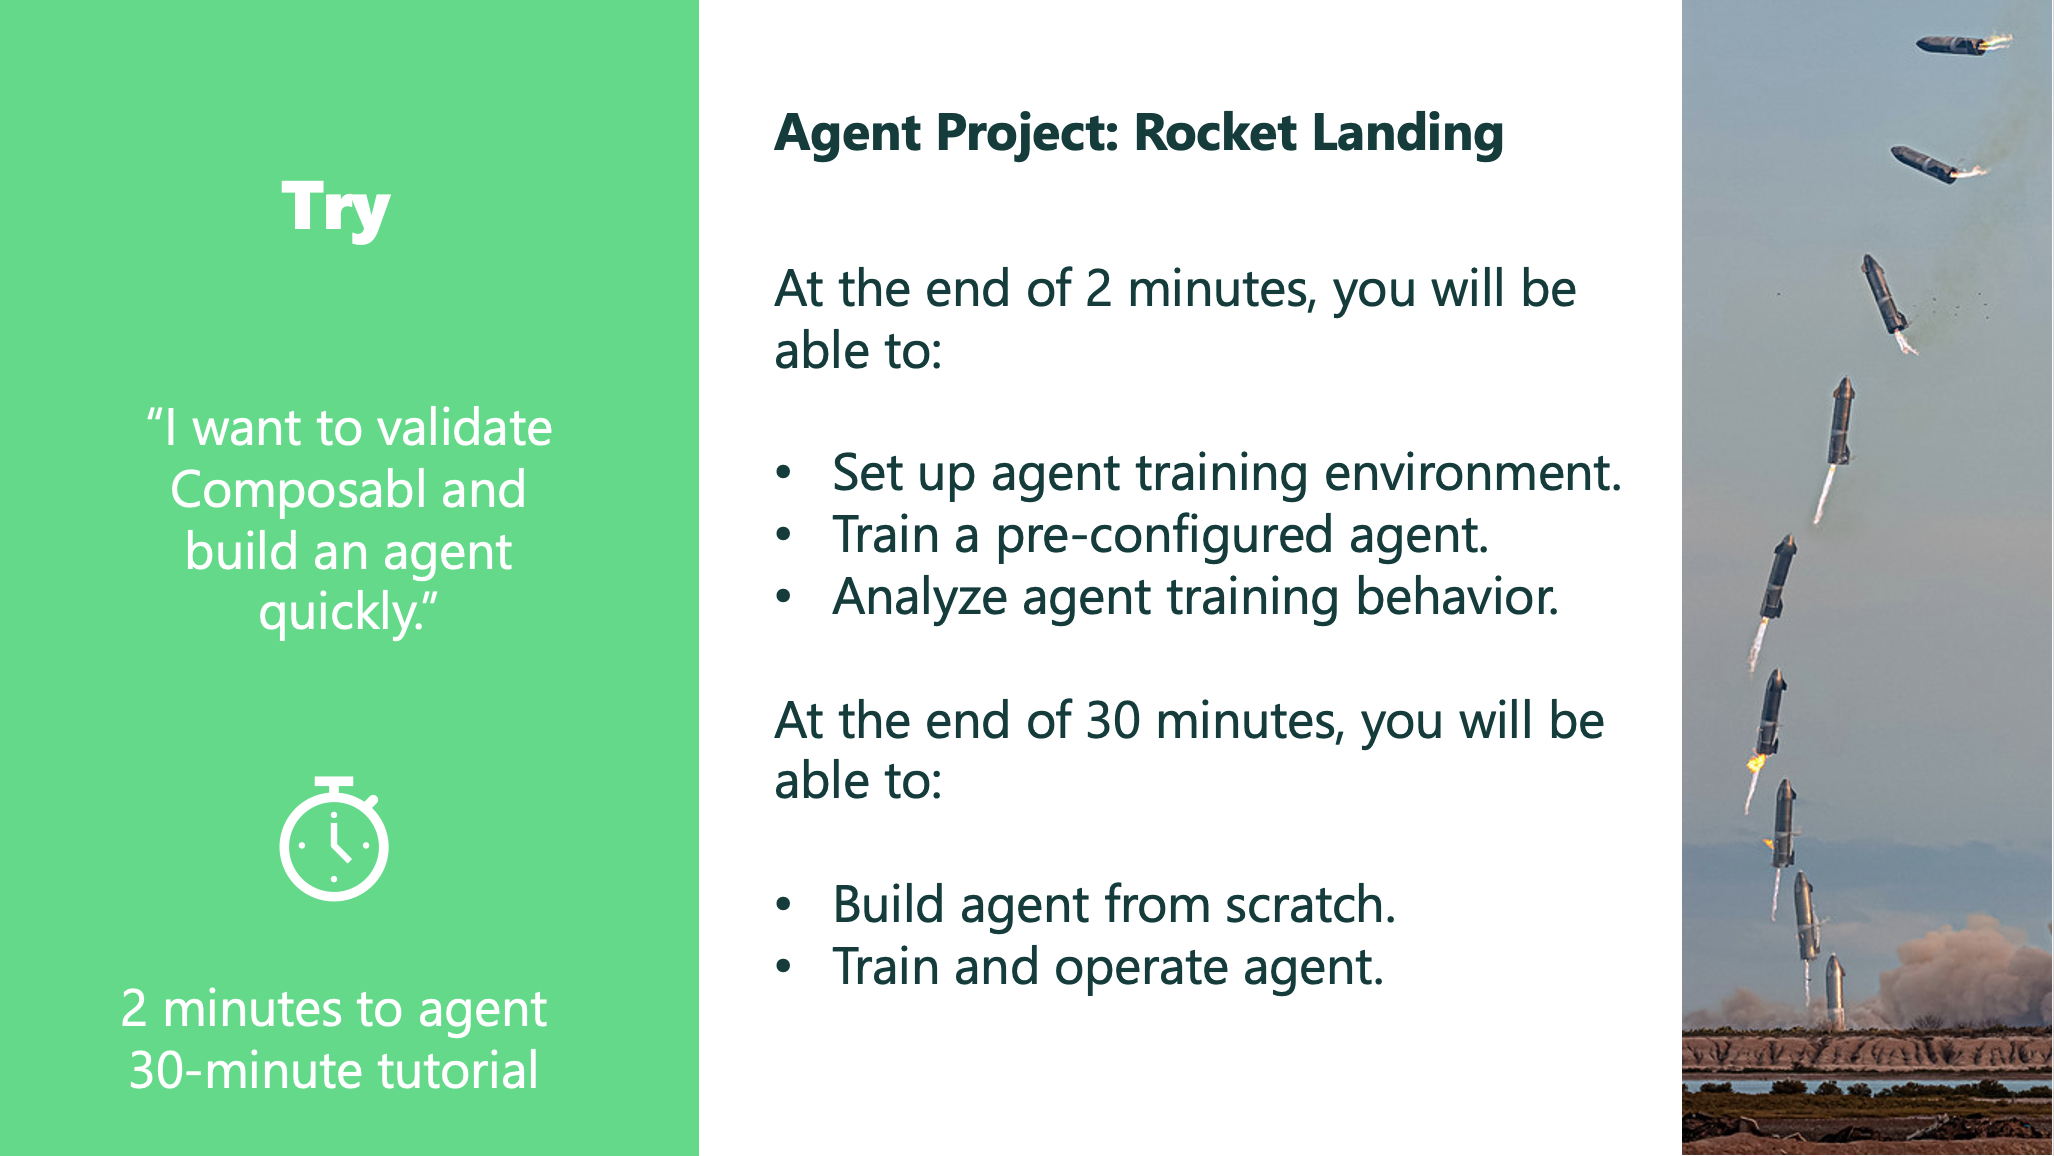 Try
“I want to validate
Composabl and
build an agent
quickly.”
2 minutes to agent
30-minute tutorial
Agent Project: Rocket Landing
At the end of 2 minutes, you will be
able to:
• Set up agent training environment.
• Train a pre-configured agent.
• Analyze agent training behavior.
At the end of 30 minutes, you will be
able to:
• Build agent from scratch.
• Train and operate agent.